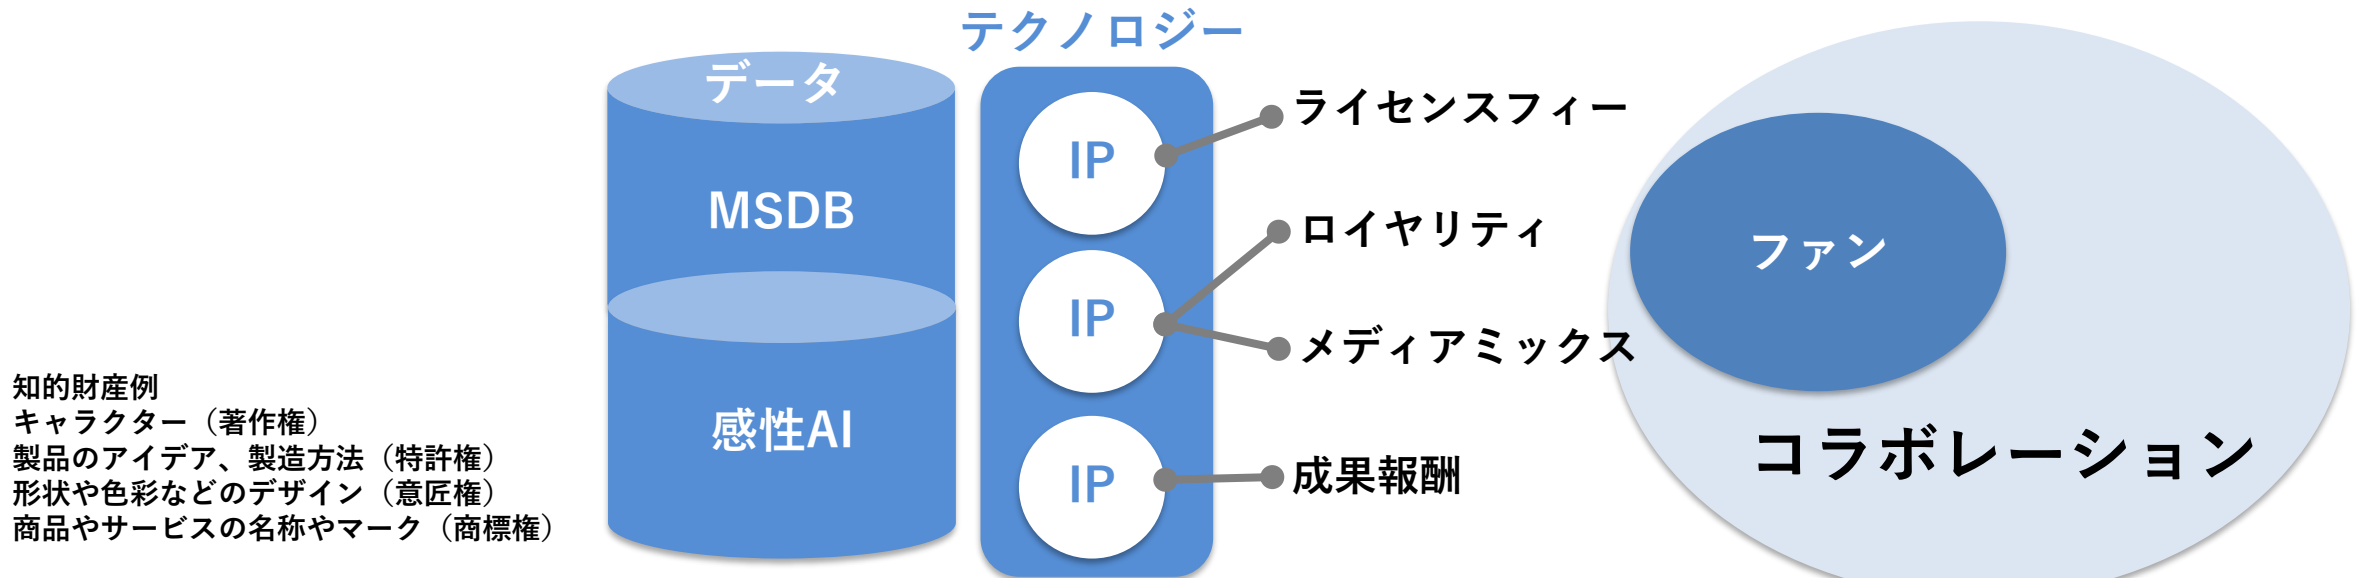 テクノロジー
データ
MSDB
感性AI
IP
IP
IP
ライセンスフィー
ロイヤリティ
メディアミックス
成果報酬
ファン
コラボレーション
知的財産例
キャラクター（著作権）
製品のアイデア、製造方法（特許権）
形状や色彩などのデザイン（意匠権）
商品やサービスの名称やマーク（商標権）